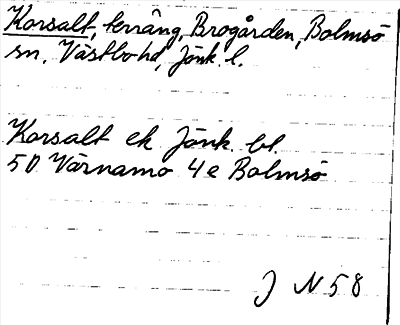 Korsalt, terräng, Brogården, Bolmsö
sn, Västbo hd, Jönk. l.
Korsalt ek Jönk. bl.
50 Värnamo 4e Bolmsö
J N 58